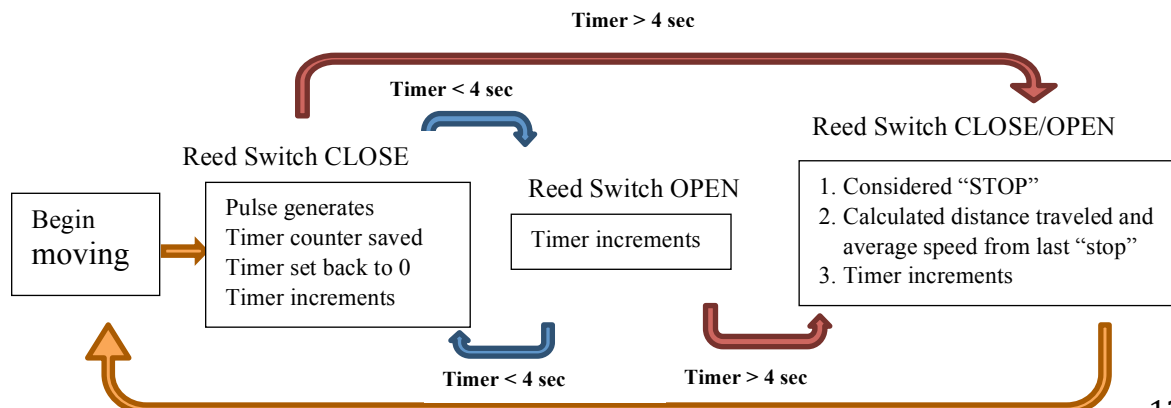 Timer > 4 sec
Timer < 4 sec
Reed Switch CLOSE/OPEN
Reed Switch CLOSE
Reed Switch OPEN
Begin
moving
Pulse generates
Timer counter saved
Timer set back to 0
Timer increments
Timer increments
1. Considered “STOP”
2. Calculated distance traveled and
average speed from last “stop”
3. Timer increments
Timer < 4 sec
Timer > 4 sec